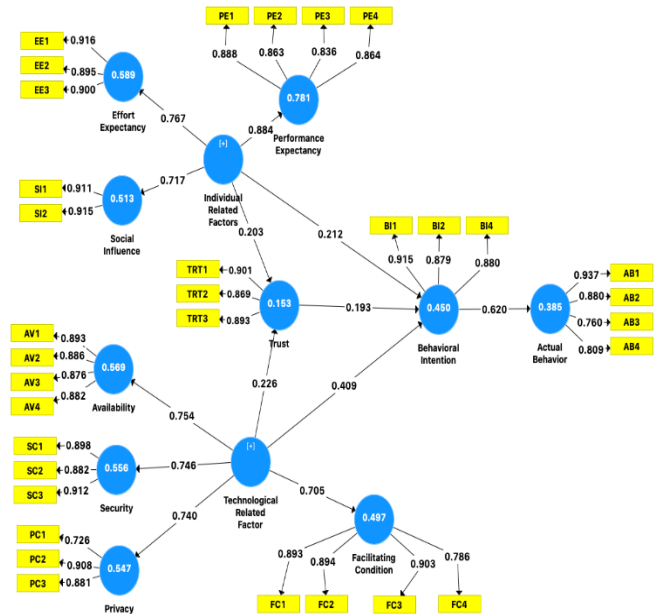 PE1
PE2
PE3
PE4
0.888
0.863
0.836
0.864
0.781
Performance
Expectancy
EE1
EE2
EE3
0.916
0.895
0.900
0.589
Effort
Expectancy
0.767
0.884
[+]
Individual
Related
Factors
0.717
SI1
SI2
0.911
0.915
0.513
Social
Influence
0.203
0.212
BI1
BI2
BI4
0.915
0.879
0.880
TRT1
TRT2
TRT3
0.901
0.869
0.893
0.153
Trust
0.193
0.450
Behavioral
Intention
0.620
0.385
Actual
Behavior
0.937
0.880
0.760
0.809
AB1
AB2
AB3
AB4
AV1
AV2
AV3
AV4
0.893
0.886
0.876
0.882
0.569
Availability
0.226
0.409
0.754
SC1
SC2
SC3
0.898
0.882
0.912
0.556
Security
0.746
[+]
Technological
Related
Factor
0.705
0.740
PC1
PC2
PC3
0.726
0.908
0.881
0.547
Privacy
0.497
Facilitating
Condition
0.893
0.894
0.903
0.786
FC1
FC2
FC3
FC4